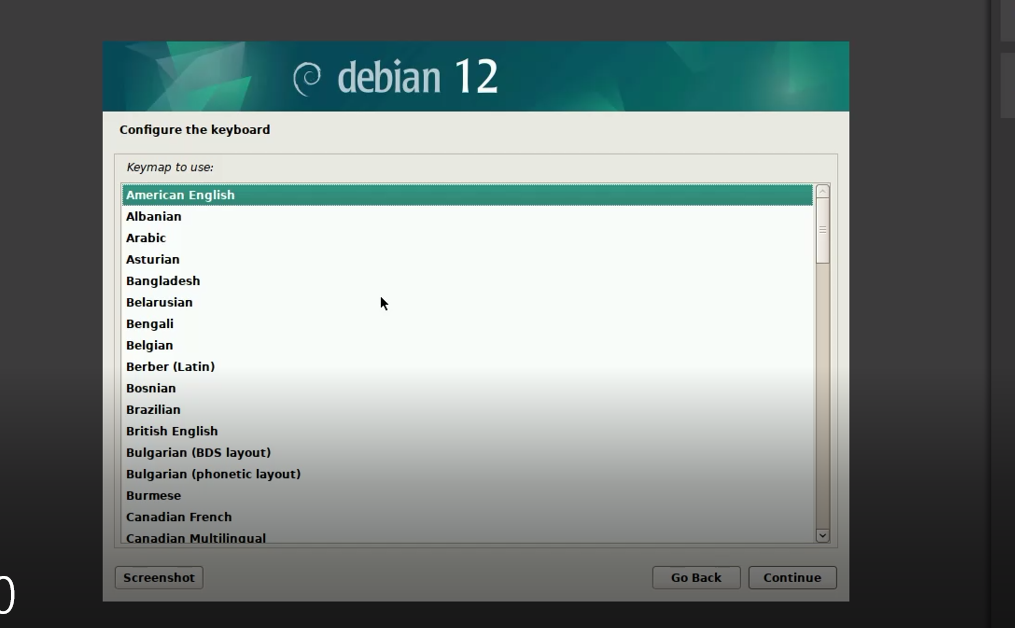 debian 12
Configure the keyboard
Keymap to use:
American English
Albanian
Arabic
Asturian
Bangladesh
Belarusian
Bengali
Belgian
Berber (Latin)
Bosnian
Brazilian
British English
Bulgarian (BDS layout)
Bulgarian (phonetic layout)
Burmese
Canadian French
Canadian Multilingual
Screenshot
Go Back
Continue